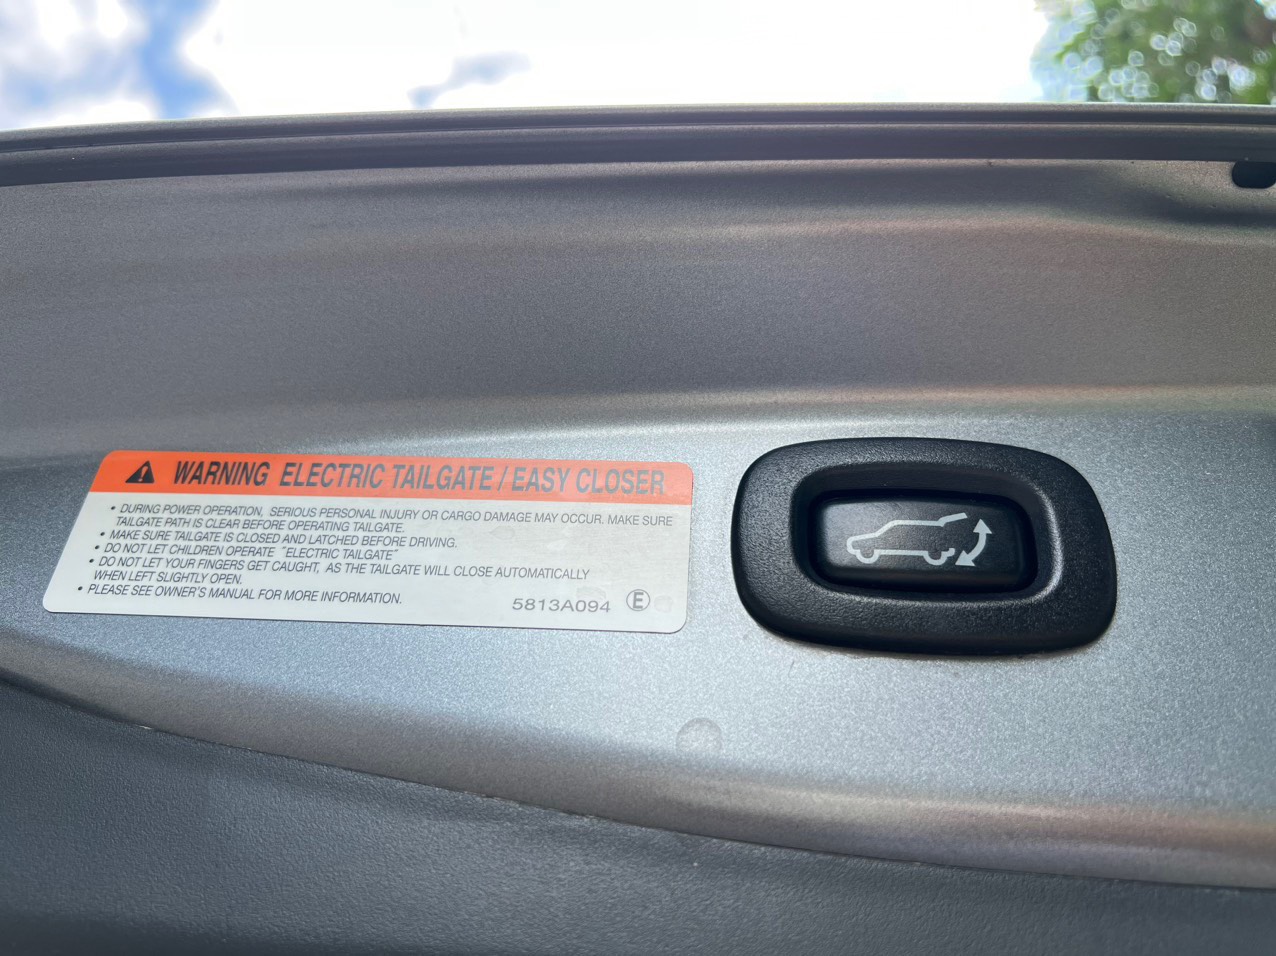 WARNING ELECTRIC TAILGATE/EASY CLOSER
• DURING POWER OPERATION, SERIOUS PERSONAL INJURY OR CARGO DAMAGE MAY OCCUR. MAKE SURE
TAILGATE PATH IS CLEAR BEFORE OPERATING TAILGATE.
• MAKE SURE TAILGATE IS CLOSED AND LATCHED BEFORE DRIVING.
• DO NOT LET CHILDREN OPERATE "ELECTRIC TAILGATE"
• DO NOT LET YOUR FINGERS GET CAUGHT, AS THE TAILGATE WILL CLOSE AUTOMATICALLY
WHEN LEFT SLIGHTLY OPEN.
• PLEASE SEE OWNER'S MANUAL FOR MORE INFORMATION.
5813A094 Ⓔ